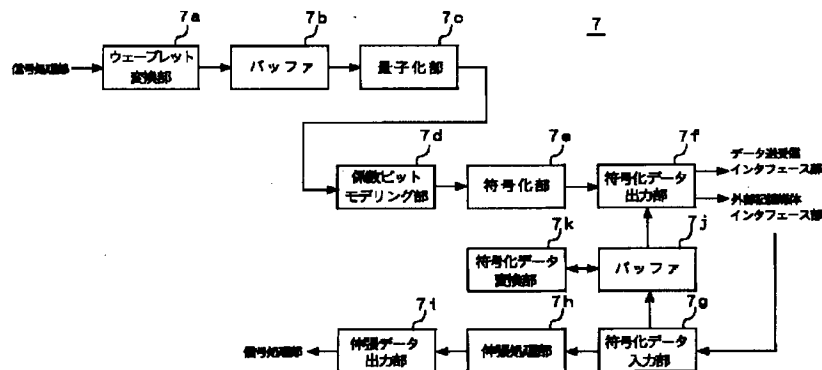 7
7a
7b
7c
信号処理部
ウェーブレット
変換部
バッファ
量子化部
7d
7e
7f
係数ビット
モデリング部
符号化部
符号化データ
出力部
データ送受信
インタフェース部
外部記録媒体
インタフェース部
7k
7j
符号化データ
変換部
バッファ
7i
7h
7g
信号処理部
伸張データ
出力部
伸張処理部
符号化データ
入力部